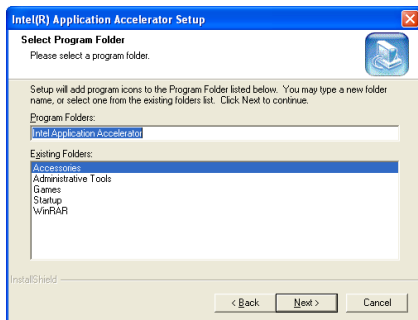 Intel(R) Application Accelerator Setup
Select Program Folder
Please select a program folder.
Setup will add program icons to the Program Folder listed below. You may type a new folder
name, or select one from the existing folders list. Click Next to continue.
Program Folders:
Intel Application Accelerator
Existing Folders:
Accessories
Administrative Tools
Games
Startup
WinRAR
InstallShield
< Back
Next >
Cancel